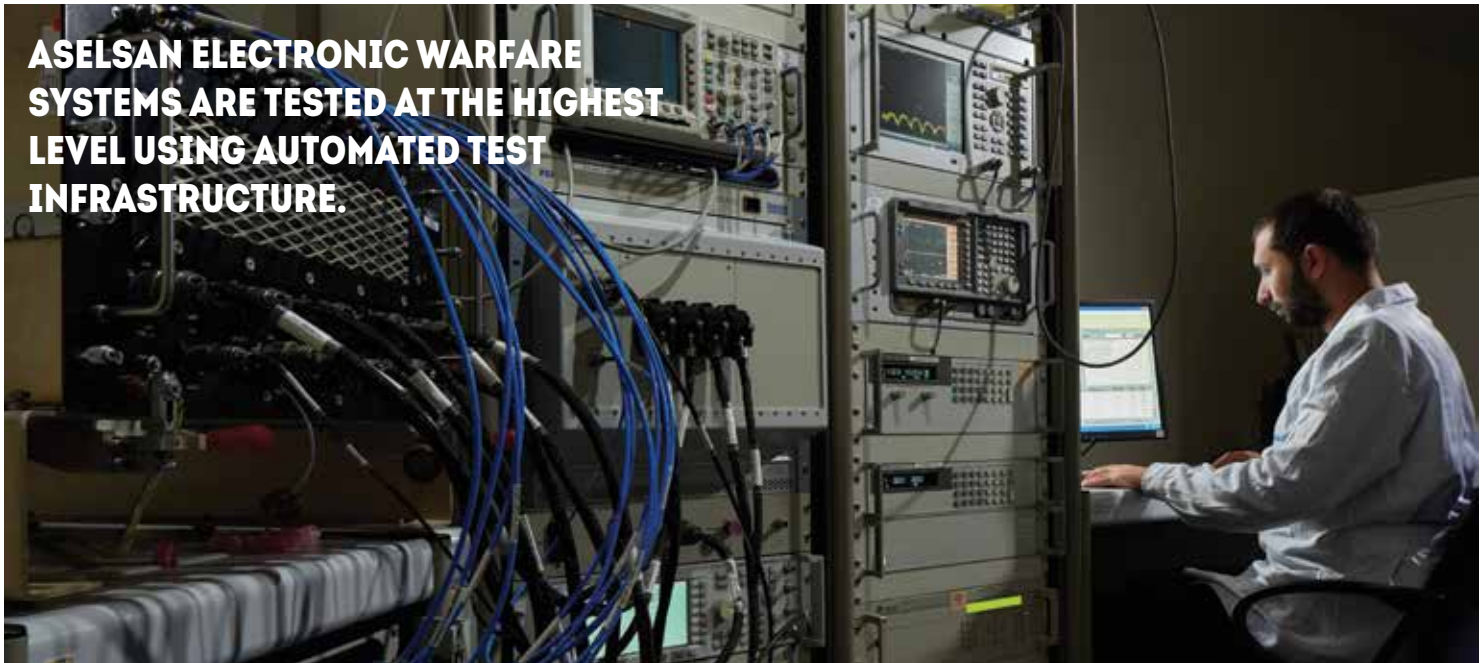 ASELSAN ELECTRONIC WARFARE
SYSTEMS ARE TESTED AT THE HIGHEST
LEVEL USING AUTOMATED TEST
INFRASTRUCTURE.